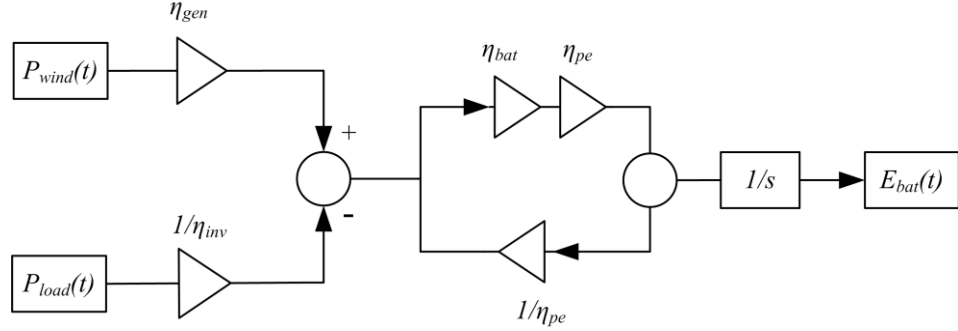 η_gen
P_wind(t)
η_bat
η_pe
+
-
1/s
E_bat(t)
1/η_inv
P_load(t)
1/η_pe